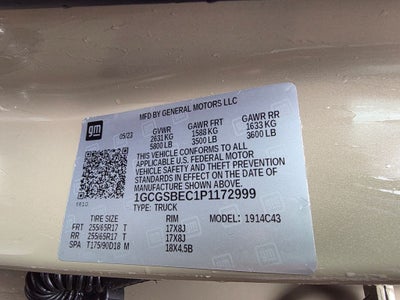 MFD BY GENERAL MOTORS LLC
gm
05/23
GVWR GAWR FRT GAWR RR
2631 KG 1588 KG 1633 KG
5800 LB 3500 LB 3600 LB
THIS VEHICLE CONFORMS TO ALL
APPLICABLE U.S. FEDERAL MOTOR
VEHICLE SAFETY AND THEFT PREVENTION
STANDARDS IN EFFECT ON THE DATE OF
MANUFACTURE SHOWN ABOVE.
1GCGSBEC1P1172999
TYPE: TRUCK
TIRE SIZE RIM MODEL: 1914C43
FRT 255/65R17 T 17X8J
RR 255/65R17 T 17X8J
SPA T175/90D18 M 18X4.5B